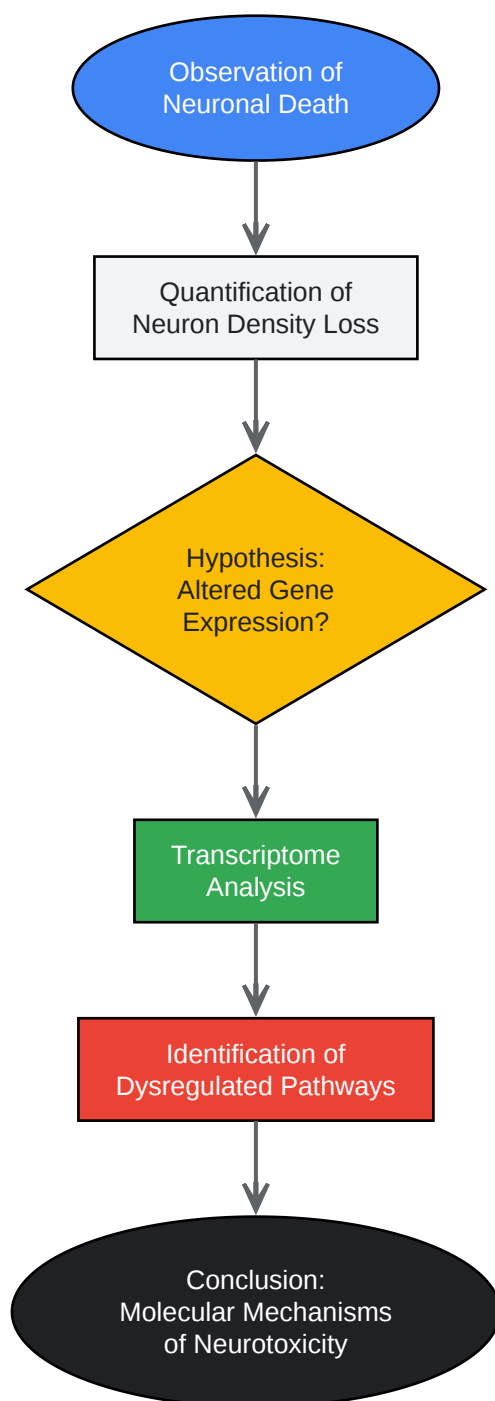 Observation of
Neuronal Death
Quantification of
Neuron Density Loss
Hypothesis:
Altered Gene
Expression?
Transcriptome
Analysis
Identification of
Dysregulated Pathways
Conclusion:
Molecular Mechanisms
of Neurotoxicity